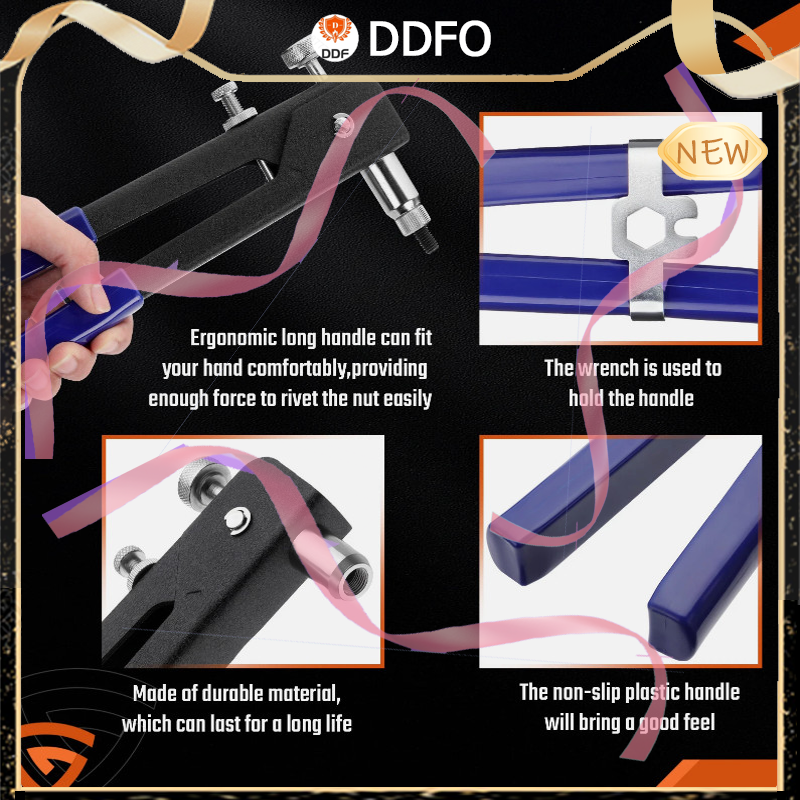 DDF
DDFO
NEW
Ergonomic long handle can fit
your hand comfortably,providing
enough force to rivet the nut easily
The wrench is used to
hold the handle
Made of durable material,
which can last for a long life
The non-slip plastic handle
will bring a good feel